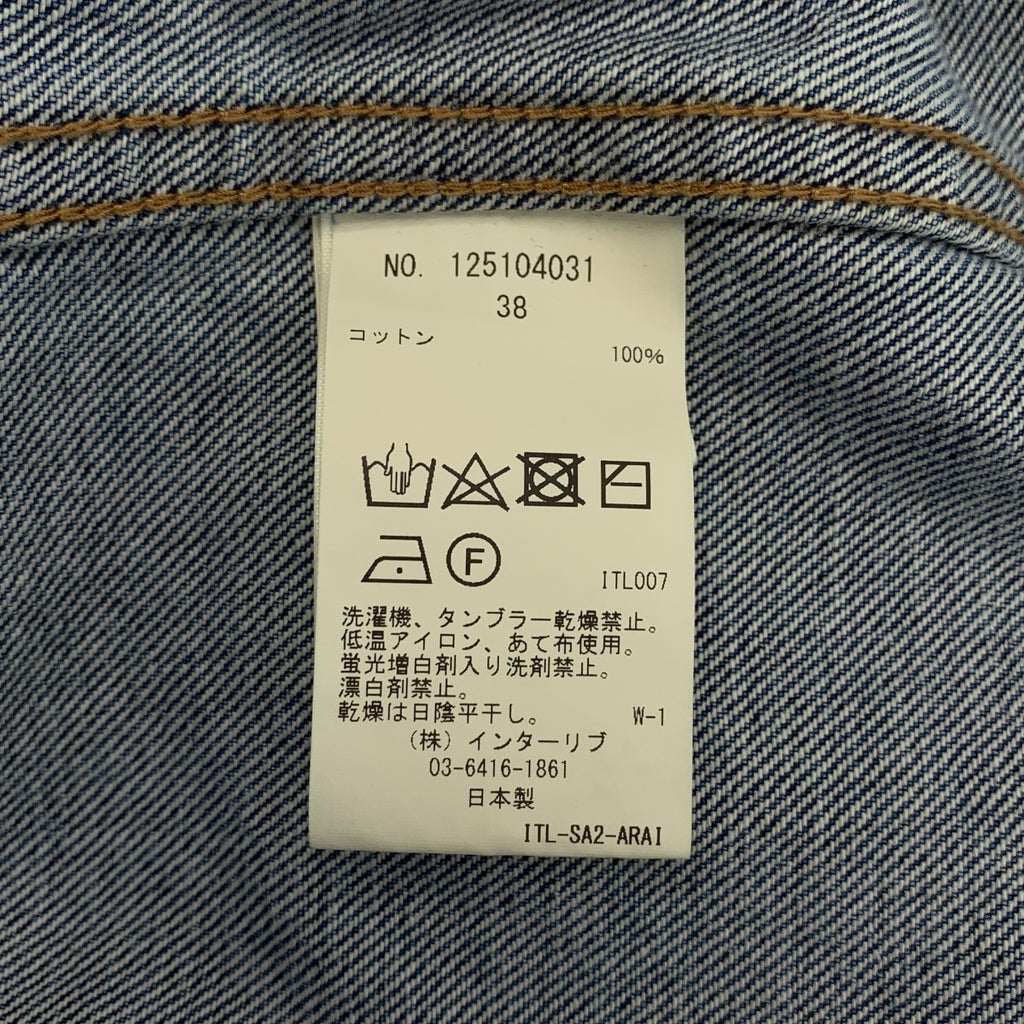 NO. 125104031
38
コットン
100%
F
ITL007
洗濯機、タンブラー乾燥禁止。
低温アイロン、あて布使用。
蛍光増白剤入り洗剤禁止。
漂白剤禁止。
乾燥は日陰平干し。 W-1
(株)インターリブ
03-6416-1861
日本製
ITL-SA2-ARAI